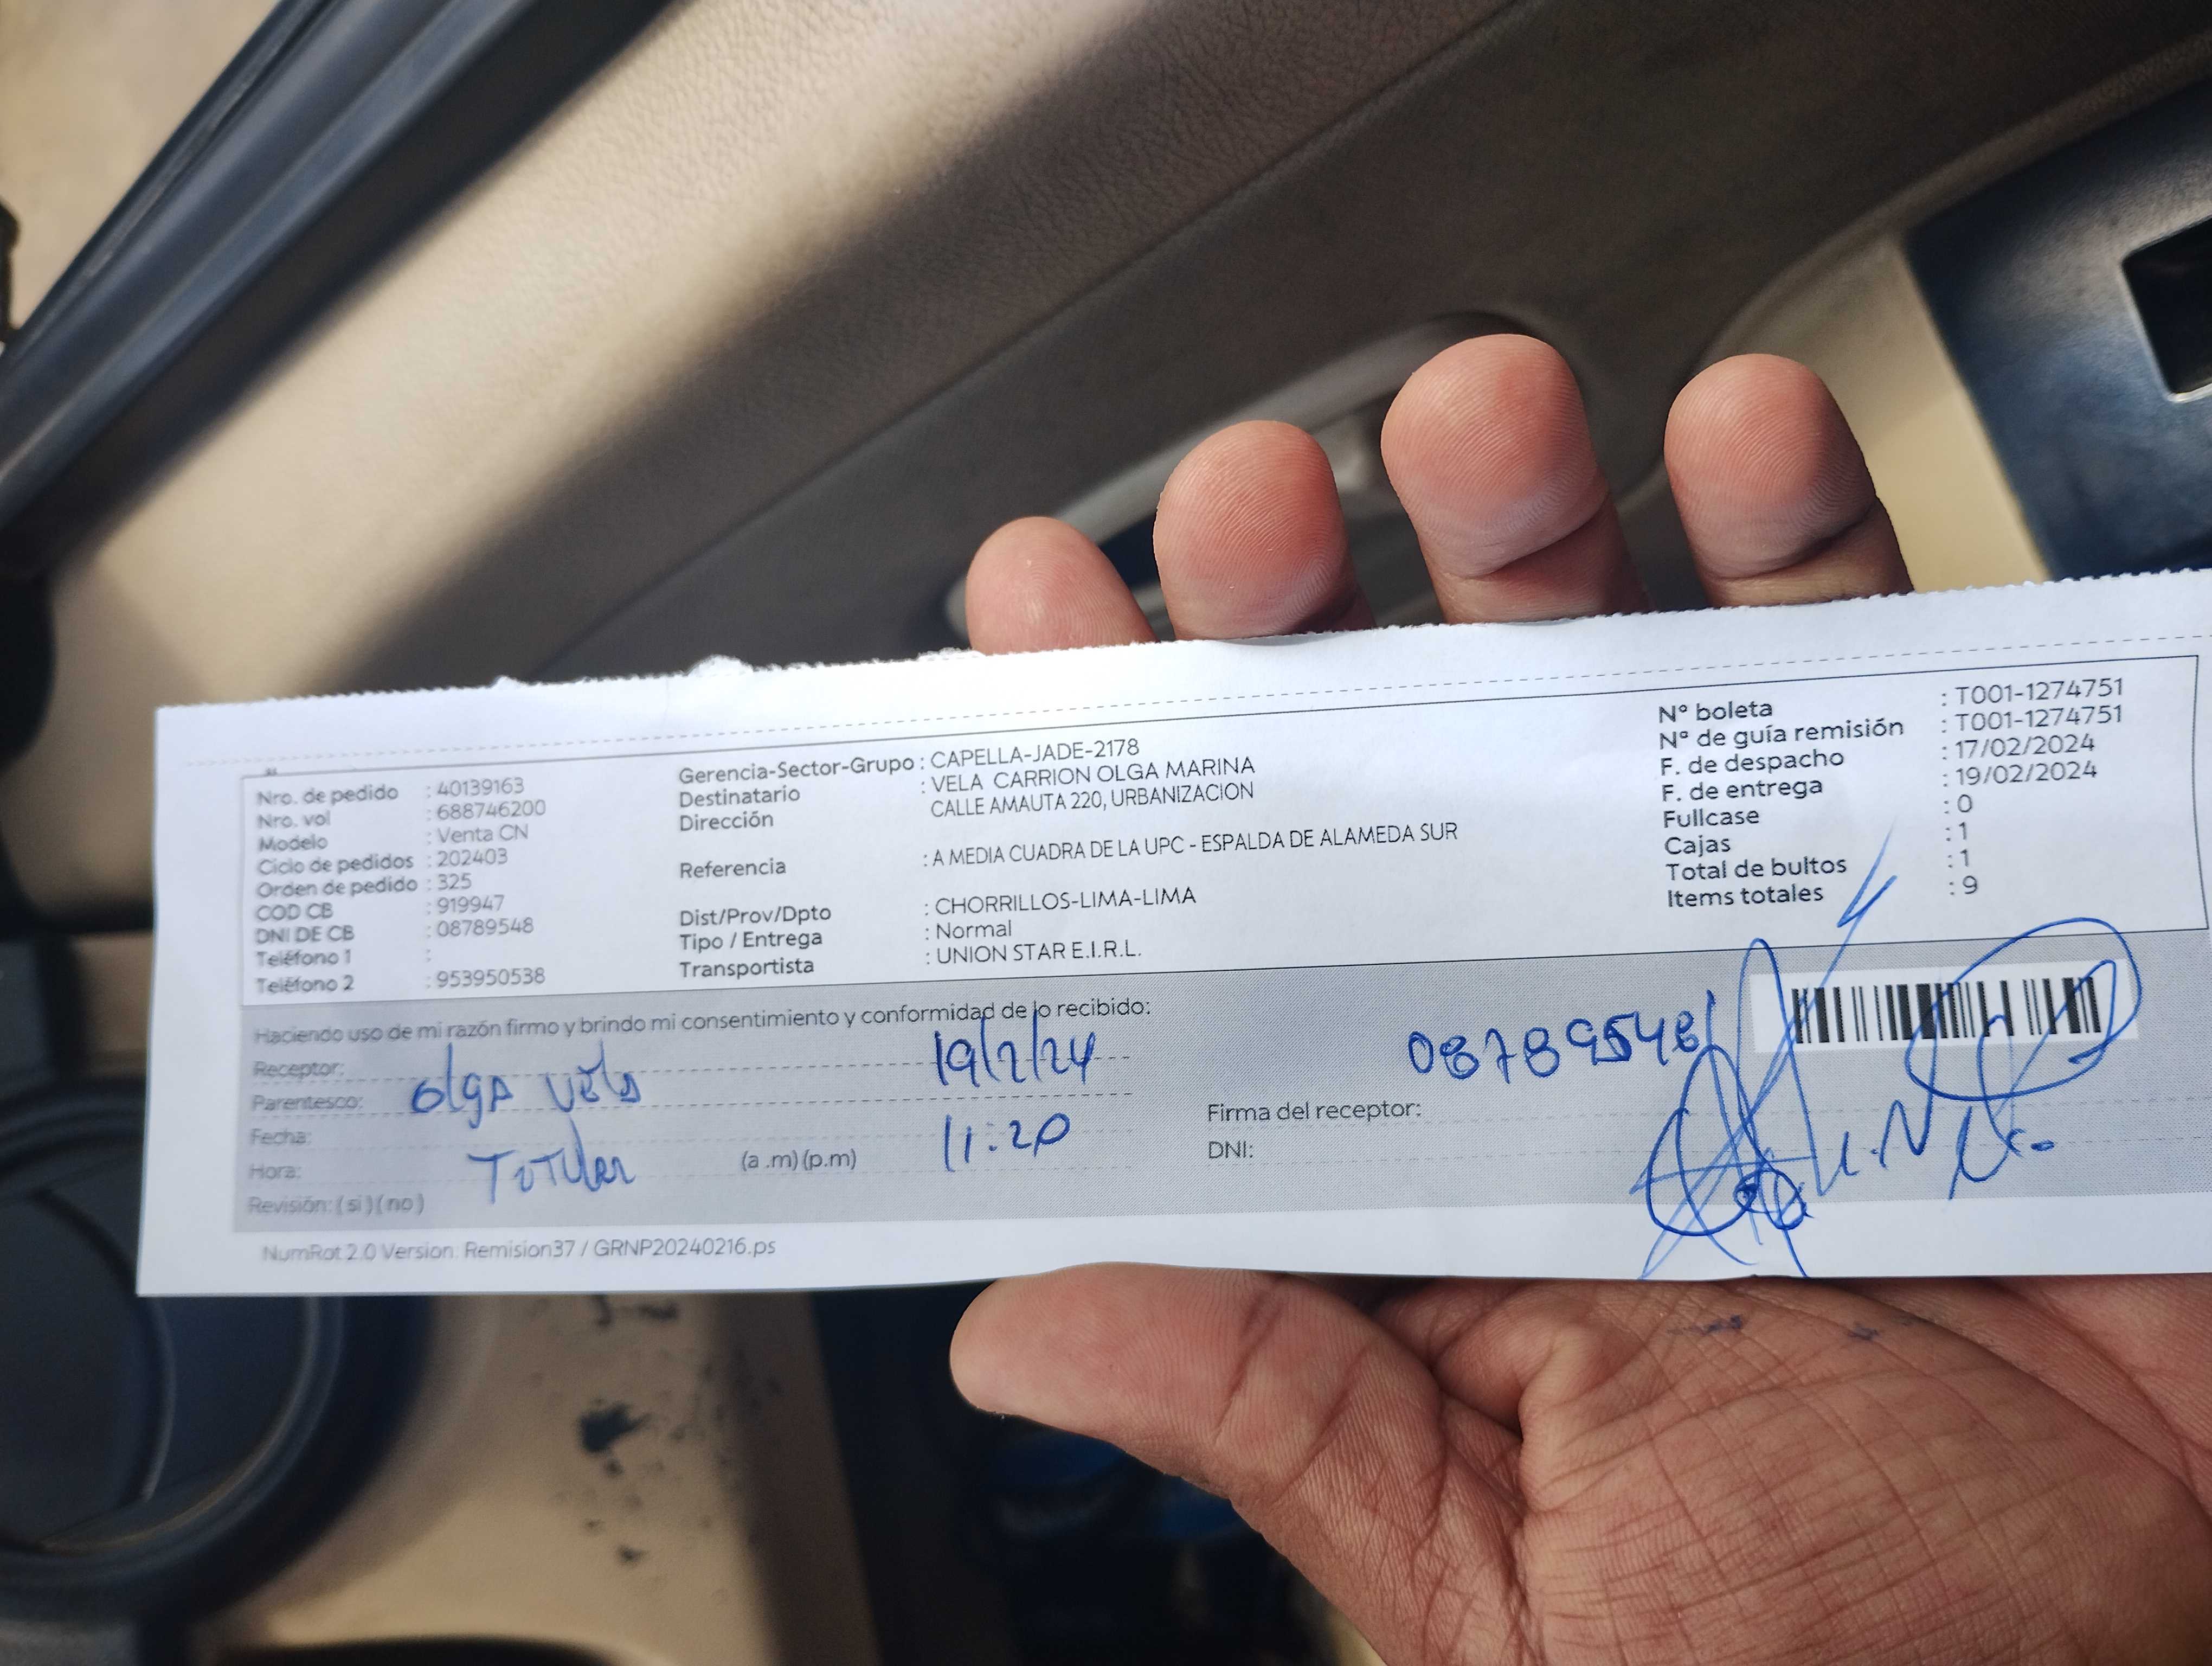 Nro. de pedido : 40139163
Nro. vol : 688746200
Modelo : Venta CN
Ciclo de pedidos : 202403
Orden de pedido : 325
COD CB : 919947
DNI DE CB : 08789548
Teléfono 1 :
Teléfono 2 : 953950538
Gerencia-Sector-Grupo : CAPELLA-JADE-2178
Destinatario : VELA CARRION OLGA MARINA
Dirección CALLE AMAUTA 220, URBANIZACION
Referencia : A MEDIA CUADRA DE LA UPC - ESPALDA DE ALAMEDA SUR
Dist/Prov/Dpto : CHORRILLOS-LIMA-LIMA
Tipo / Entrega : Normal
Transportista : UNION STAR E.I.R.L.
Nº boleta : T001-1274751
Nº de guía remisión : T001-1274751
F. de despacho : 17/02/2024
F. de entrega : 19/02/2024
Fullcase : 0
Cajas : 1
Total de bultos : 1
Items totales : 9
Haciendo uso de mi razón firmo y brindo mi consentimiento y conformidad de lo recibido:
Receptor:
Parentesco: olga vela 19/2/24 08789548
Fecha: Firma del receptor:
Hora: Titular (a .m) (p.m) 11:20 DNI:
Revisión: ( si ) ( no )
NumRot 2.0 Version: Remision37 / GRNP20240216.ps